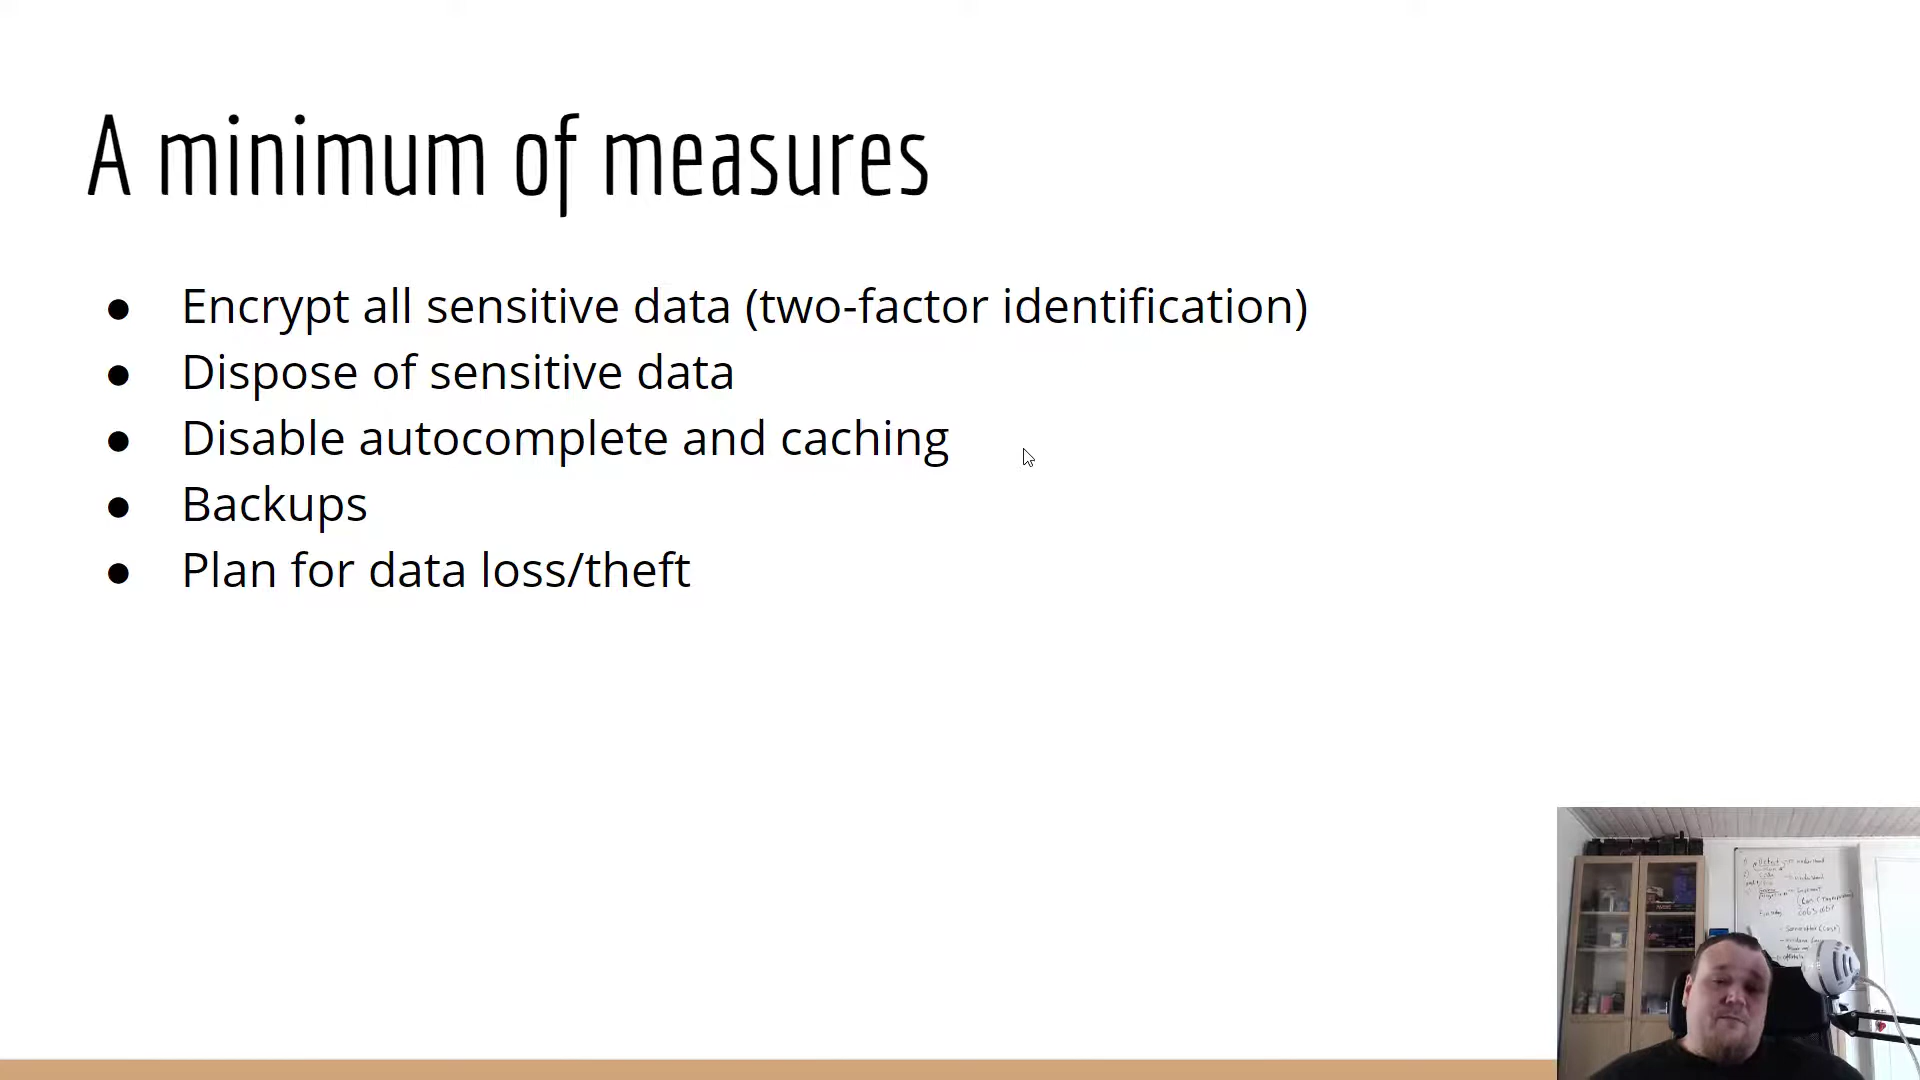 A minimum of measures
● Encrypt all sensitive data (two-factor identification)
● Dispose of sensitive data
● Disable autocomplete and caching
● Backups
● Plan for data loss/theft